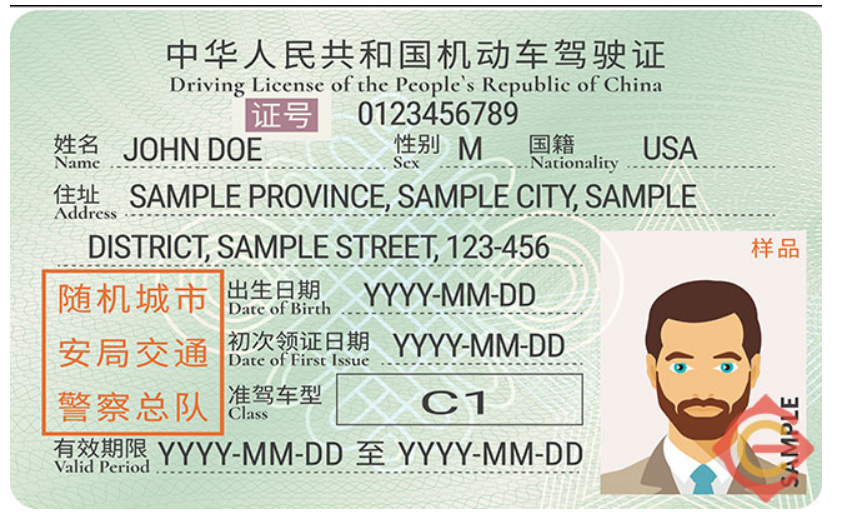 中华人民共和国机动车驾驶证
Driving License of the People's Republic of China
证号 0123456789
姓名 Name JOHN DOE 性别 Sex M 国籍 Nationality USA
住址 Address SAMPLE PROVINCE, SAMPLE CITY, SAMPLE
DISTRICT, SAMPLE STREET, 123-456
样品
随机城市
安局交通
警察总队
出生日期 Date of Birth YYYY-MM-DD
初次领证日期 Date of First Issue YYYY-MM-DD
准驾车型 Class C1
有效期限 Valid Period YYYY-MM-DD 至 YYYY-MM-DD
SAMPLE